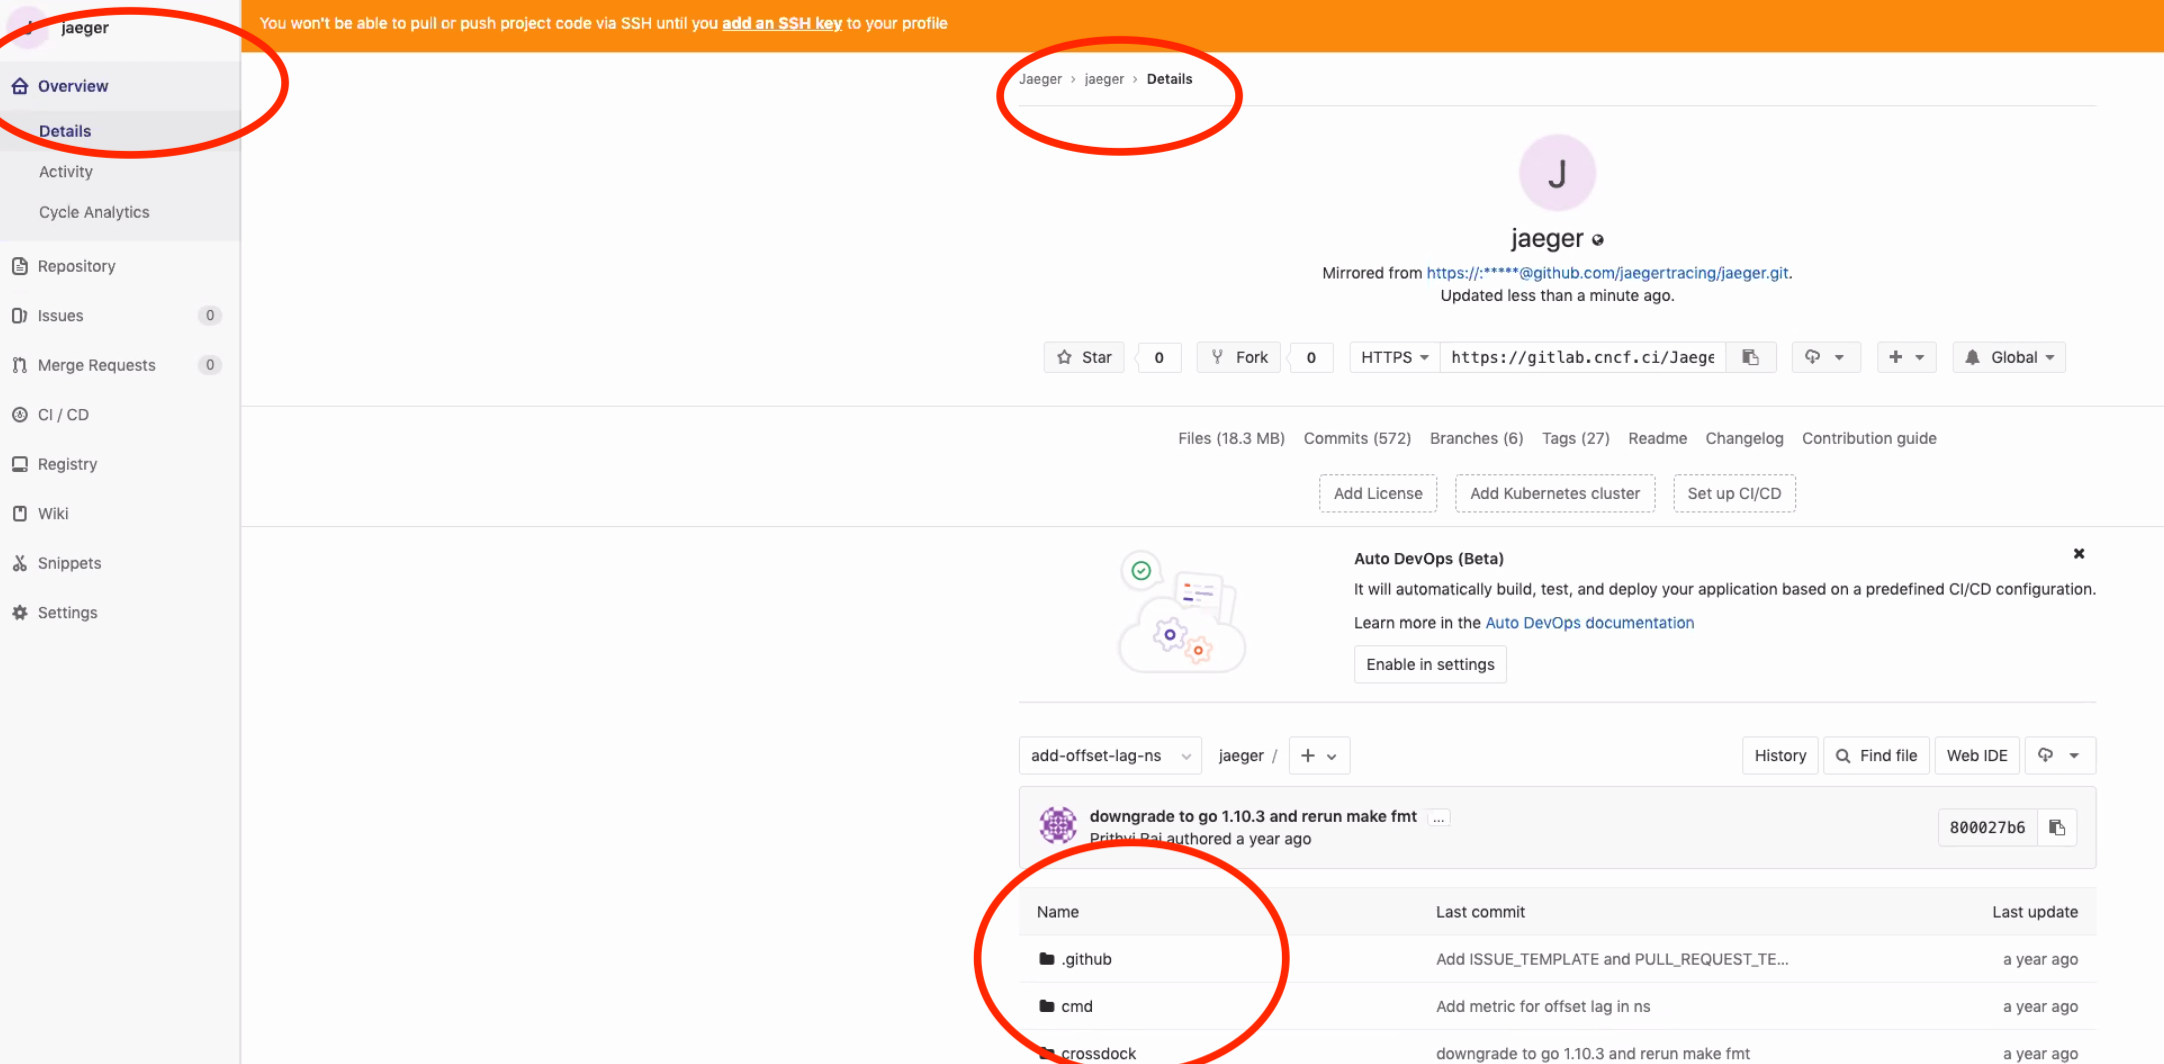 jaeger
You won't be able to pull or push project code via SSH until you add an SSH key to your profile
Overview
Details
Activity
Cycle Analytics
Repository
Issues 0
Merge Requests 0
CI / CD
Registry
Wiki
Snippets
Settings
Jaeger › jaeger › Details
J
jaeger
Mirrored from https://:*****@github.com/jaegertracing/jaeger.git.
Updated less than a minute ago.
Star 0 Fork 0 HTTPS https://gitlab.cncf.ci/Jaege Global
Files (18.3 MB) Commits (572) Branches (6) Tags (27) Readme Changelog Contribution guide
Add License Add Kubernetes cluster Set up CI/CD
Auto DevOps (Beta)
It will automatically build, test, and deploy your application based on a predefined CI/CD configuration.
Learn more in the Auto DevOps documentation
Enable in settings
add-offset-lag-ns jaeger / + History Find file Web IDE
downgrade to go 1.10.3 and rerun make fmt ...
Prithvi Raj authored a year ago
800027b6
Name Last commit Last update
.github Add ISSUE_TEMPLATE and PULL_REQUEST_TE... a year ago
cmd Add metric for offset lag in ns a year ago
crossdock downgrade to go 1.10.3 and rerun make fmt a year ago